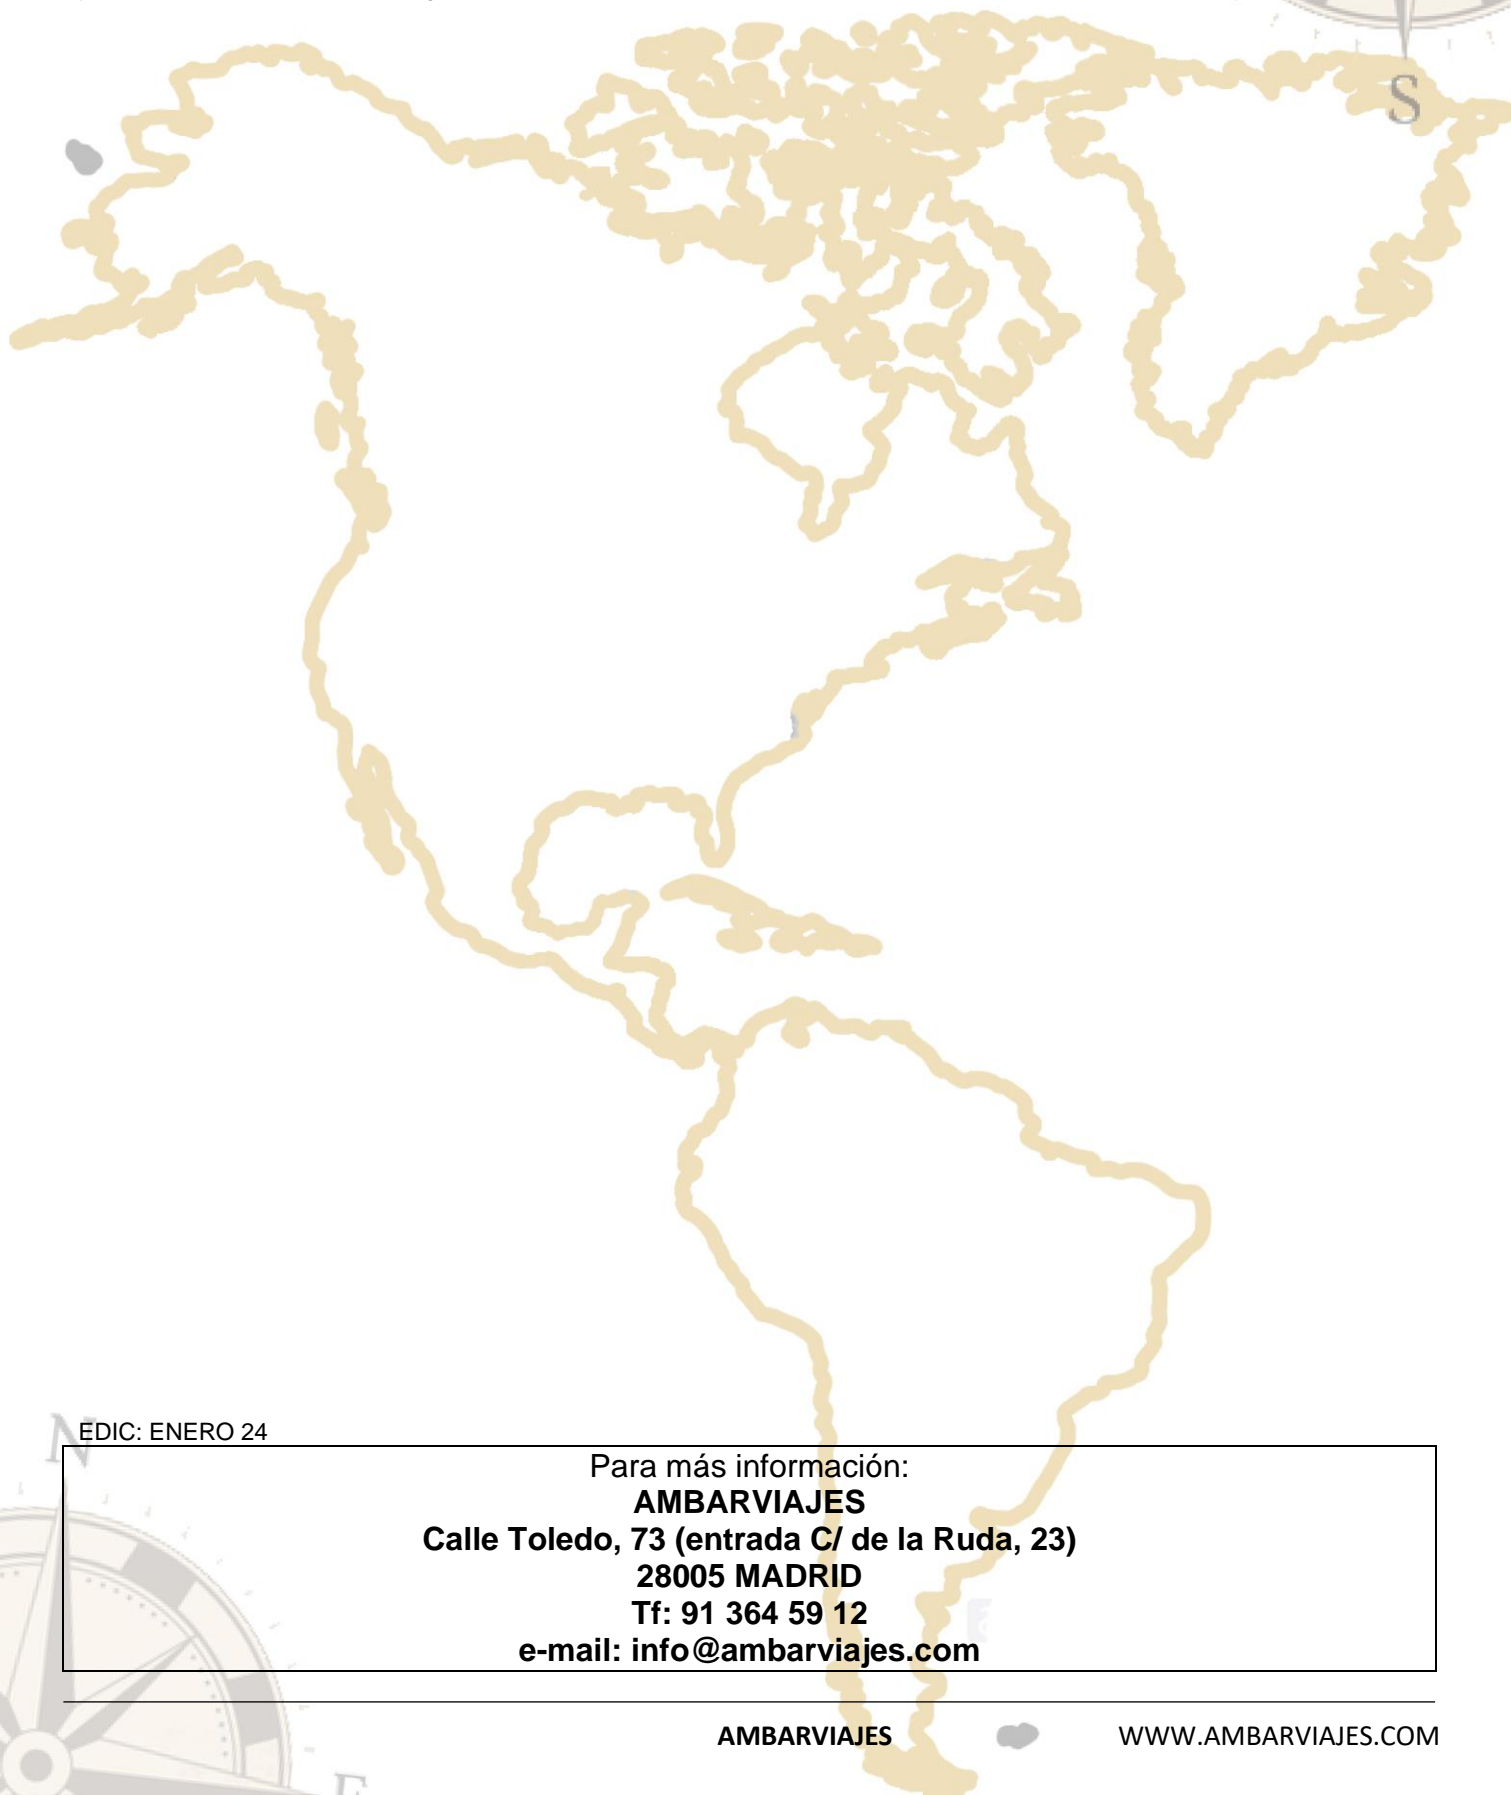 S
N
EDIC: ENERO 24
Para más información:
AMBARVIAJES
Calle Toledo, 73 (entrada C/ de la Ruda, 23)
28005 MADRID
Tf: 91 364 59 12
e-mail: info@ambarviajes.com
E
AMBARVIAJES WWW.AMBARVIAJES.COM